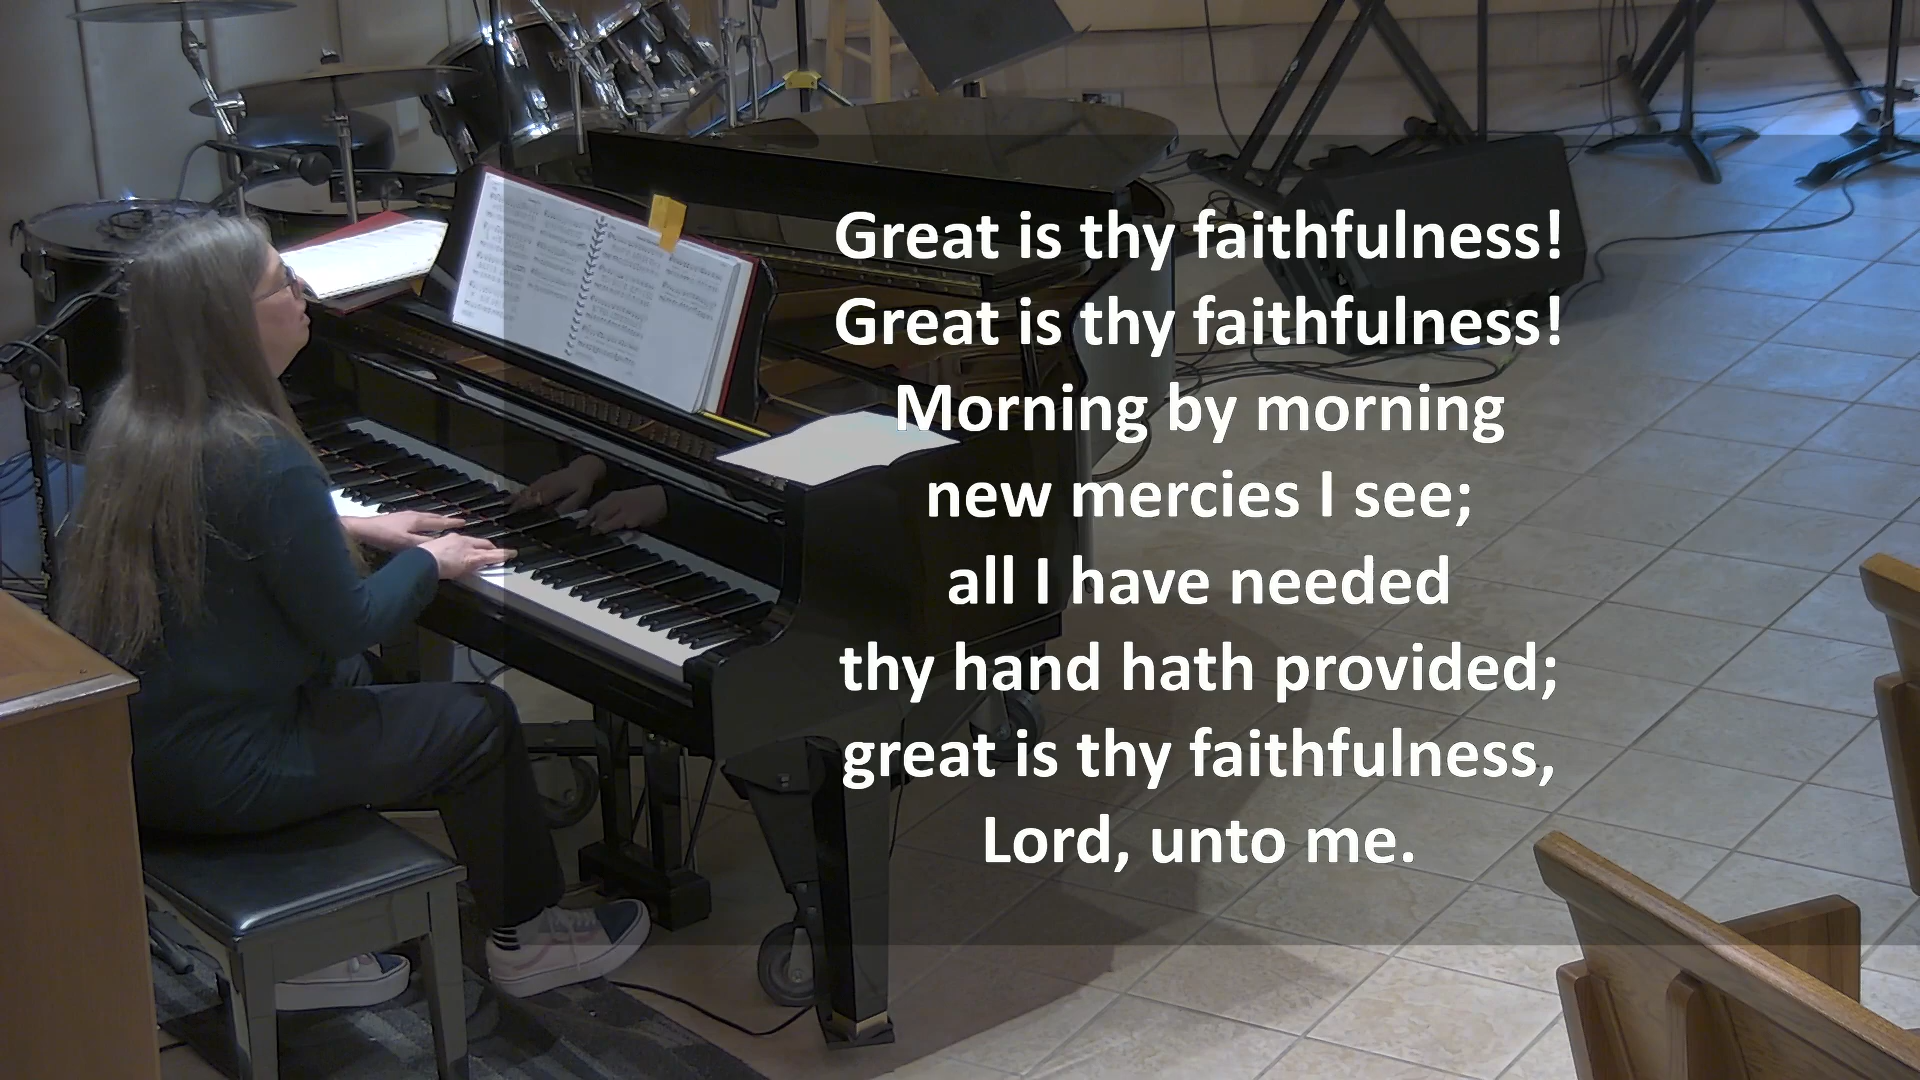 Great is thy faithfulness!
Great is thy faithfulness!
Morning by morning
new mercies I see;
all I have needed
thy hand hath provided;
great is thy faithfulness,
Lord, unto me.